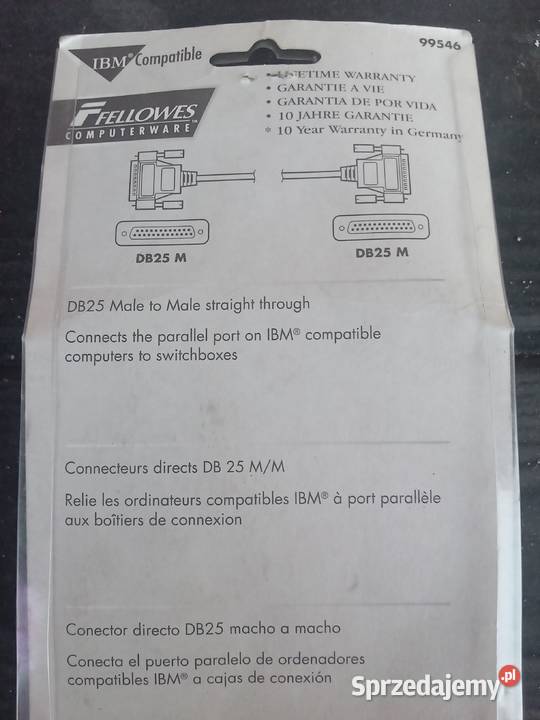 IBM® Compatible
99546
FELLOWES™
COMPUTERWARE
• LIFETIME WARRANTY
• GARANTIE A VIE
• GARANTIA DE POR VIDA
• 10 JAHRE GARANTIE
* 10 Year Warranty in Germany
DB25 M
DB25 M
DB25 Male to Male straight through
Connects the parallel port on IBM® compatible
computers to switchboxes
Connecteurs directs DB 25 M/M
Relie les ordinateurs compatibles IBM® à port parallèle
aux boîtiers de connexion
Conector directo DB25 macho a macho
Conecta el puerto paralelo de ordenadores
compatibles IBM® a cajas de conexión
Sprzedajemy.pl